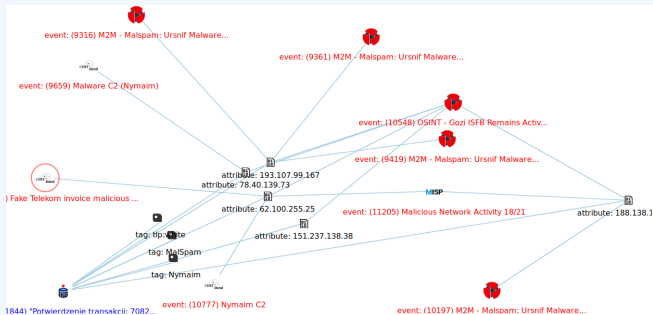 event: (9316) M2M - Malspam: Ursnif Malware...
event: (9361) M2M - Malspam: Ursnif Malware...
event: (9659) Malware C2 (Nymaim)
event: (10548) OSINT - Gozi ISFB Remains Activ...
event: (9419) M2M - Malspam: Ursnif Malware...
attribute: 193.107.99.167
attribute: 78.40.139.73
) Fake Telekom invoice malicious ...
MISP
attribute: 62.100.255.25
event: (11205) Malicious Network Activity 18/21
attribute: 188.138.1
tag: tlp:white
attribute: 151.237.138.38
tag: MalSpam
tag: Nymaim
event: (10777) Nymaim C2
1844) "Potwierdzenie transakcji: 7082...
event: (10197) M2M - Malspam: Ursnif Malware...